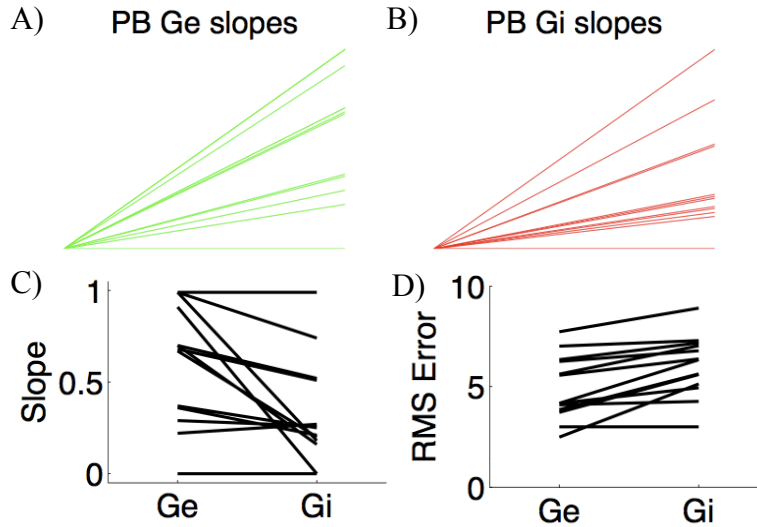 A) PB Ge slopes
B) PB Gi slopes
C)
1
0.5
0
Slope
Ge Gi
D)
10
5
0
RMS Error
Ge Gi